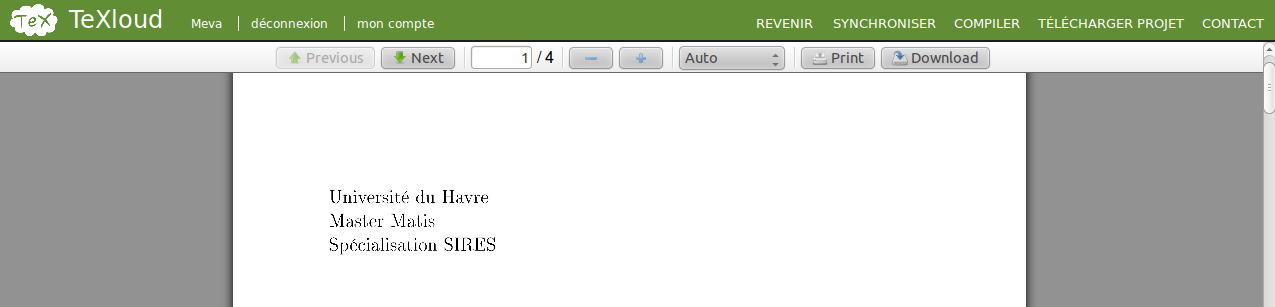 TeX TeXloud Meva déconnexion mon compte REVENIR SYNCHRONISER COMPILER TÉLÉCHARGER PROJET CONTACT
Previous Next 1 / 4 Auto Print Download
Université du Havre
Master Matis
Spécialisation SIRES